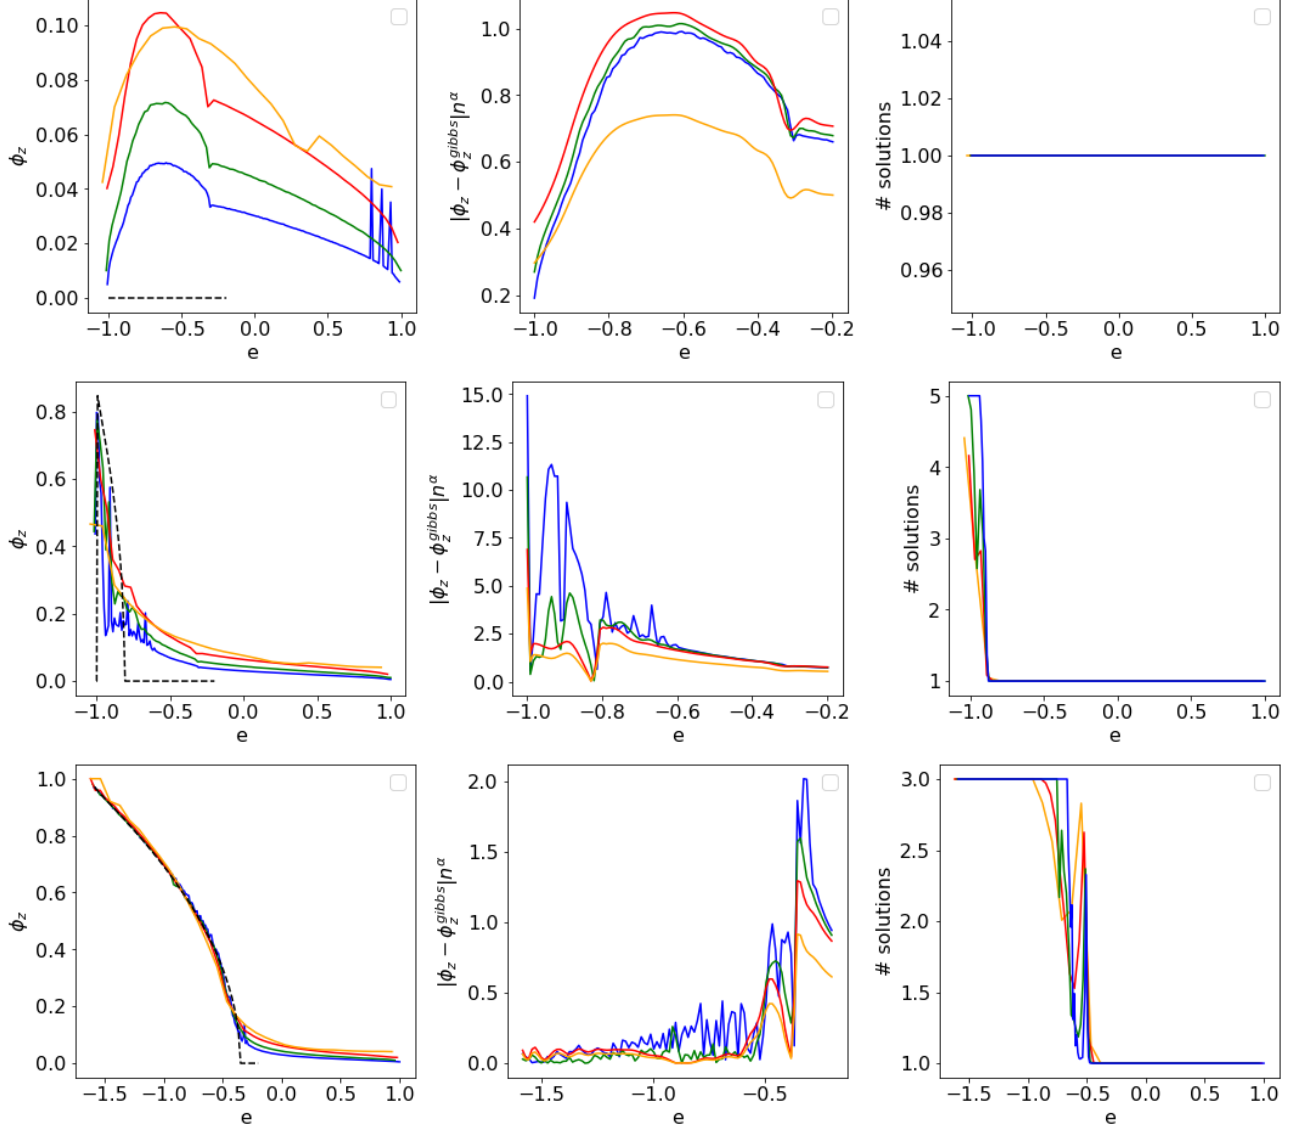 0.10
0.08
0.06
0.04
0.02
0.00
ϕ_z
−1.0 −0.5 0.0 0.5 1.0
e
1.0
0.8
0.6
0.4
0.2
|ϕ_z − ϕ_z^{gibbs}|n^α
−1.0 −0.8 −0.6 −0.4 −0.2
e
1.04
1.02
1.00
0.98
0.96
# solutions
−1.0 −0.5 0.0 0.5 1.0
e
0.8
0.6
0.4
0.2
0.0
ϕ_z
−1.0 −0.5 0.0 0.5 1.0
e
15.0
12.5
10.0
7.5
5.0
2.5
0.0
|ϕ_z − ϕ_z^{gibbs}|n^α
−1.0 −0.8 −0.6 −0.4 −0.2
e
5
4
3
2
1
# solutions
−1.0 −0.5 0.0 0.5 1.0
e
1.0
0.8
0.6
0.4
0.2
0.0
ϕ_z
−1.5 −1.0 −0.5 0.0 0.5 1.0
e
2.0
1.5
1.0
0.5
0.0
|ϕ_z − ϕ_z^{gibbs}|n^α
−1.5 −1.0 −0.5
e
3.0
2.5
2.0
1.5
1.0
# solutions
−1.5 −1.0 −0.5 0.0 0.5 1.0
e